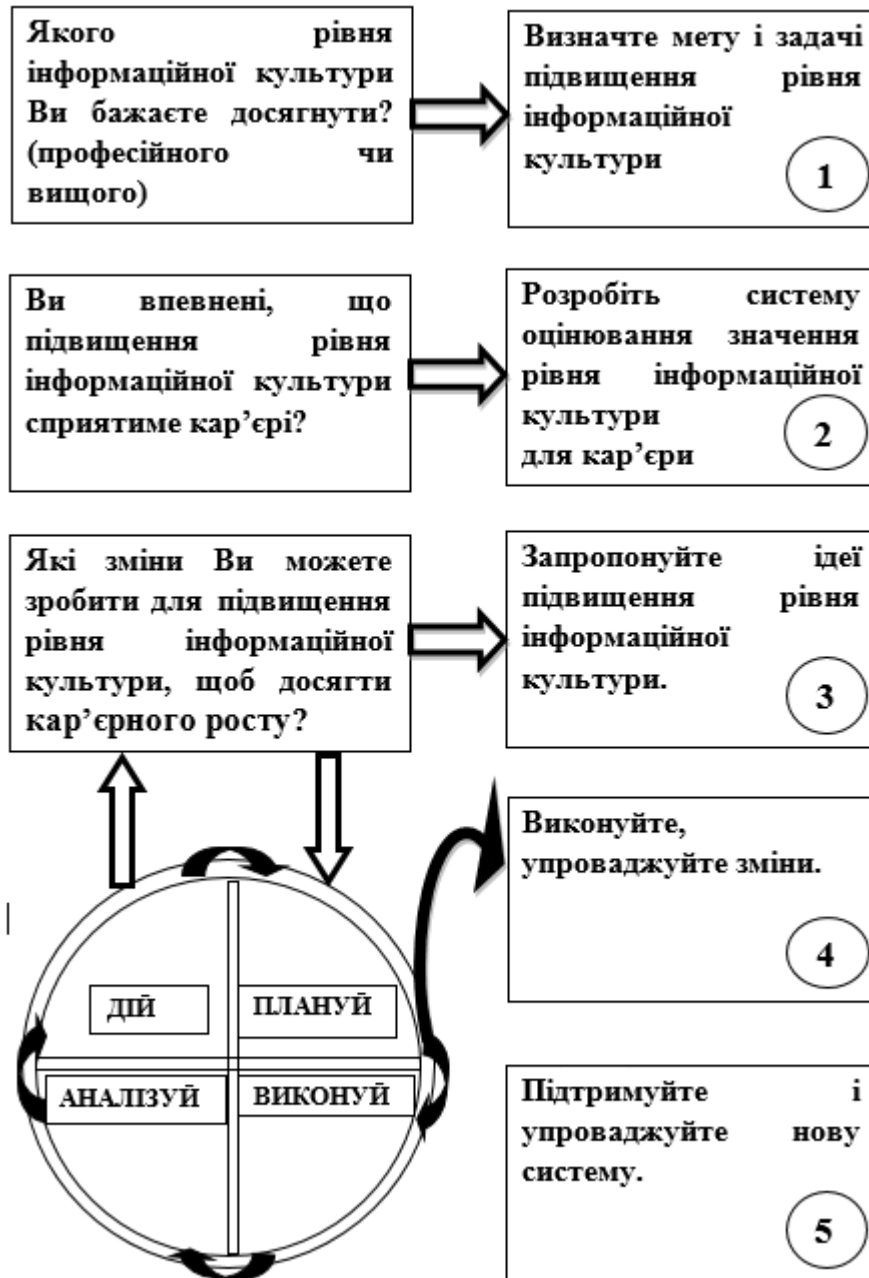 Якого рівня
інформаційної культури
Ви бажаєте досягнути?
(професійного чи
вищого)
Визначте мету і задачі
підвищення рівня
інформаційної
культури
1
Ви впевнені, що
підвищення рівня
інформаційної культури
сприятиме кар’єрі?
Розробіть систему
оцінювання значення
рівня інформаційної
культури
для кар’єри
2
Які зміни Ви можете
зробити для підвищення
рівня інформаційної
культури, щоб досягти
кар’єрного росту?
Запропонуйте ідеї
підвищення рівня
інформаційної
культури.
3
Виконуйте,
упроваджуйте зміни.
4
ДІЙ
ПЛАНУЙ
АНАЛІЗУЙ
ВИКОНУЙ
Підтримуйте і
упроваджуйте нову
систему.
5